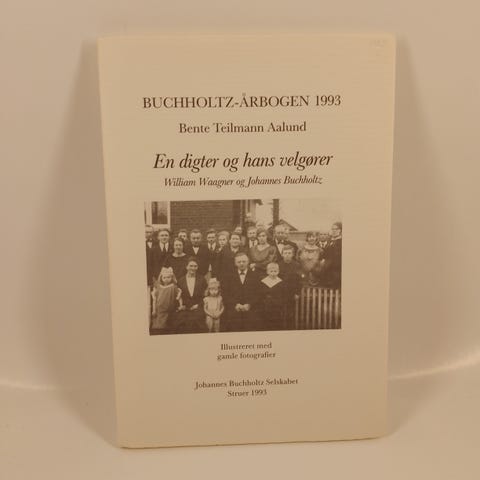 BUCHHOLTZ-ÅRBOGEN 1993
Bente Teilmann Aalund
En digter og hans velgører
William Waagner og Johannes Buchholtz
Illustreret med
gamle fotografier
Johannes Buchholtz Selskabet
Struer 1993